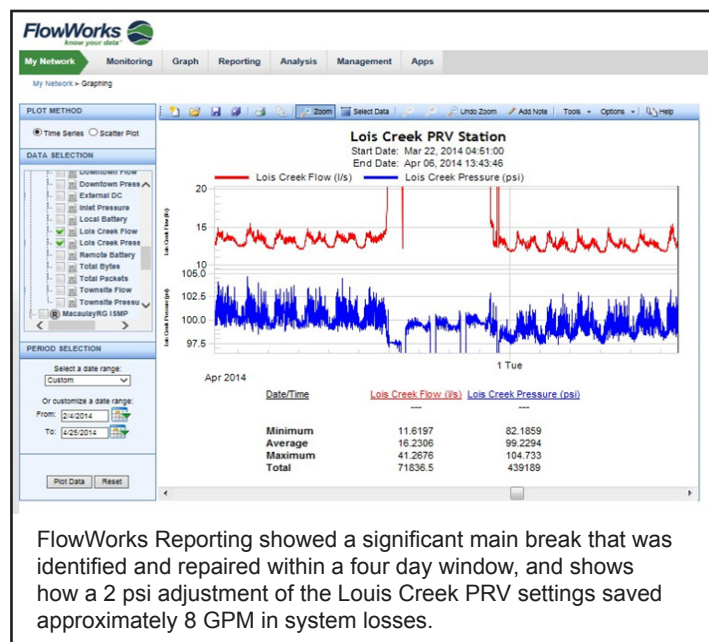 FlowWorks
know your data
My Network Monitoring Graph Reporting Analysis Management Apps
My Network > Graphing
PLOT METHOD
Time Series Scatter Plot
DATA SELECTION
Downtown Flow
Downtown Press
External DC
Inlet Pressure
Local Battery
Lois Creek Flow
Lois Creek Press
Remote Battery
Total Bytes
Total Packets
Townsite Flow
Townsite Pressu
R MacaulayRG ISMP
PERIOD SELECTION
Select a date range:
Custom
Or customize a date range:
From: 2/4/2014
To: 4/25/2014
Plot Data Reset
Zoom Select Data Undo Zoom Add Note Tools Options Help
Lois Creek PRV Station
Start Date: Mar 22, 2014 04:51:00
End Date: Apr 06, 2014 13:43:46
Lois Creek Flow (l/s) Lois Creek Pressure (psi)
Lois Creek Flow (l/s)
20
15
10
Lois Creek Pressure (psi)
105.0
102.5
100.0
97.5
1 Tue
Apr 2014
Date/Time Lois Creek Flow (l/s) Lois Creek Pressure (psi)
--- ---
Minimum 11.6197 82.1859
Average 16.2306 99.2294
Maximum 41.2676 104.733
Total 71836.5 439189
FlowWorks Reporting showed a significant main break that was
identified and repaired within a four day window, and shows
how a 2 psi adjustment of the Louis Creek PRV settings saved
approximately 8 GPM in system losses.